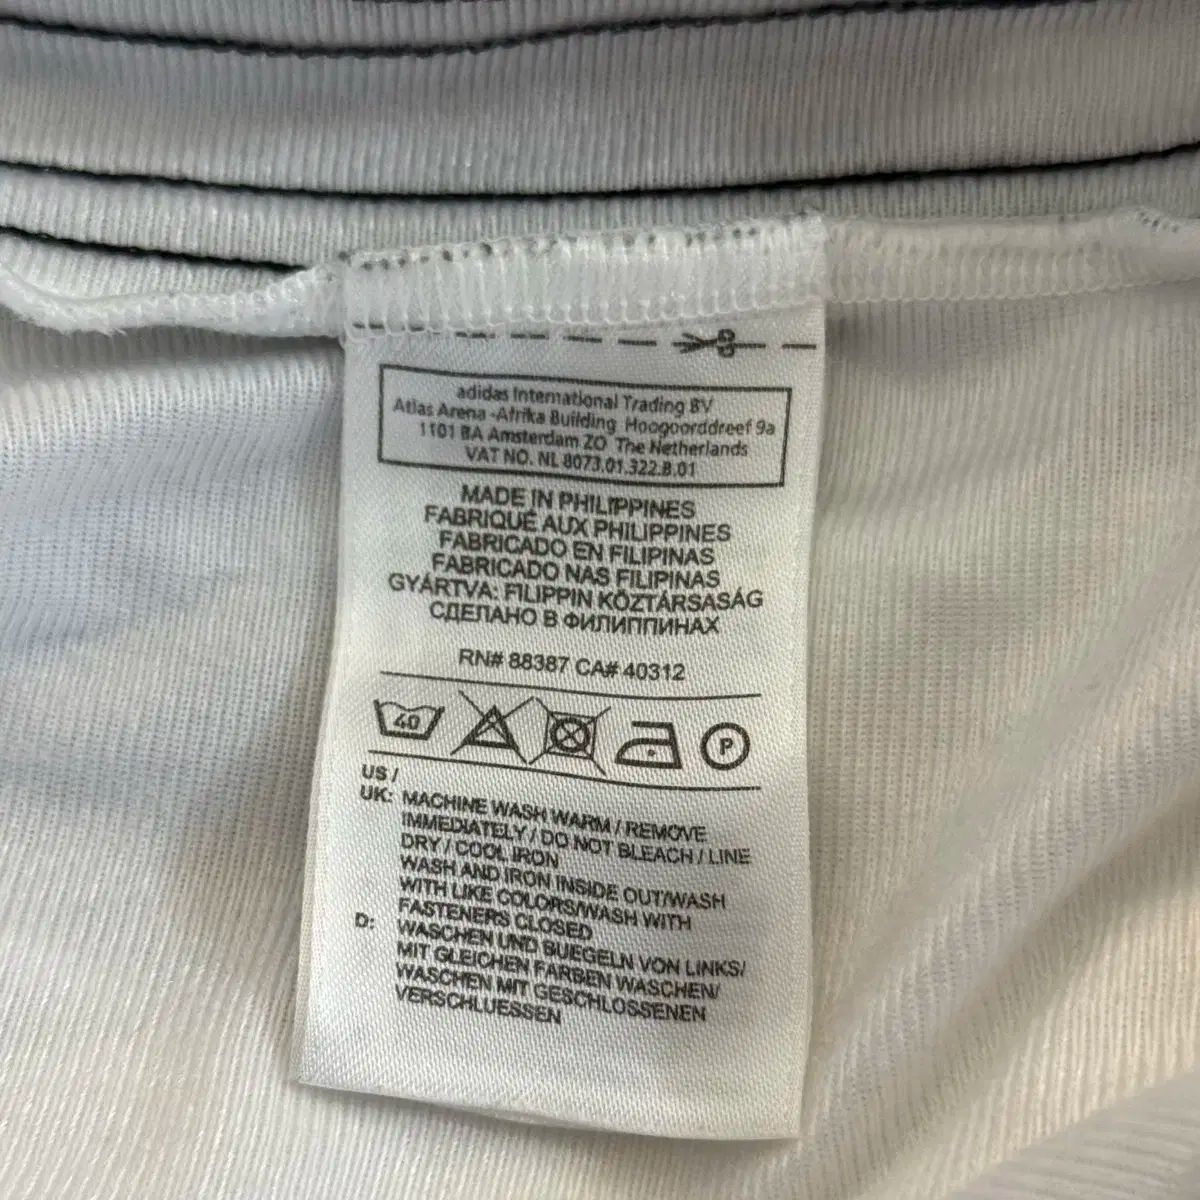 adidas International Trading BV
Atlas Arena -Afrika Building Hoogoorddreef 9a
1101 BA Amsterdam ZO The Netherlands
VAT NO. NL 8073.01.322.B.01
MADE IN PHILIPPINES
FABRIQUÉ AUX PHILIPPINES
FABRICADO EN FILIPINAS
FABRICADO NAS FILIPINAS
GYÁRTVA: FILIPPIN KÖZTÁRSASÁG
СДЕЛАНО В ФИЛИППИНАХ
RN# 88387 CA# 40312
40 P
US /
UK: MACHINE WASH WARM / REMOVE
IMMEDIATELY / DO NOT BLEACH / LINE
DRY / COOL IRON
WASH AND IRON INSIDE OUT/WASH
WITH LIKE COLORS/WASH WITH
FASTENERS CLOSED
D: WASCHEN UND BUEGELN VON LINKS/
MIT GLEICHEN FARBEN WASCHEN/
WASCHEN MIT GESCHLOSSENEN
VERSCHLUESSEN